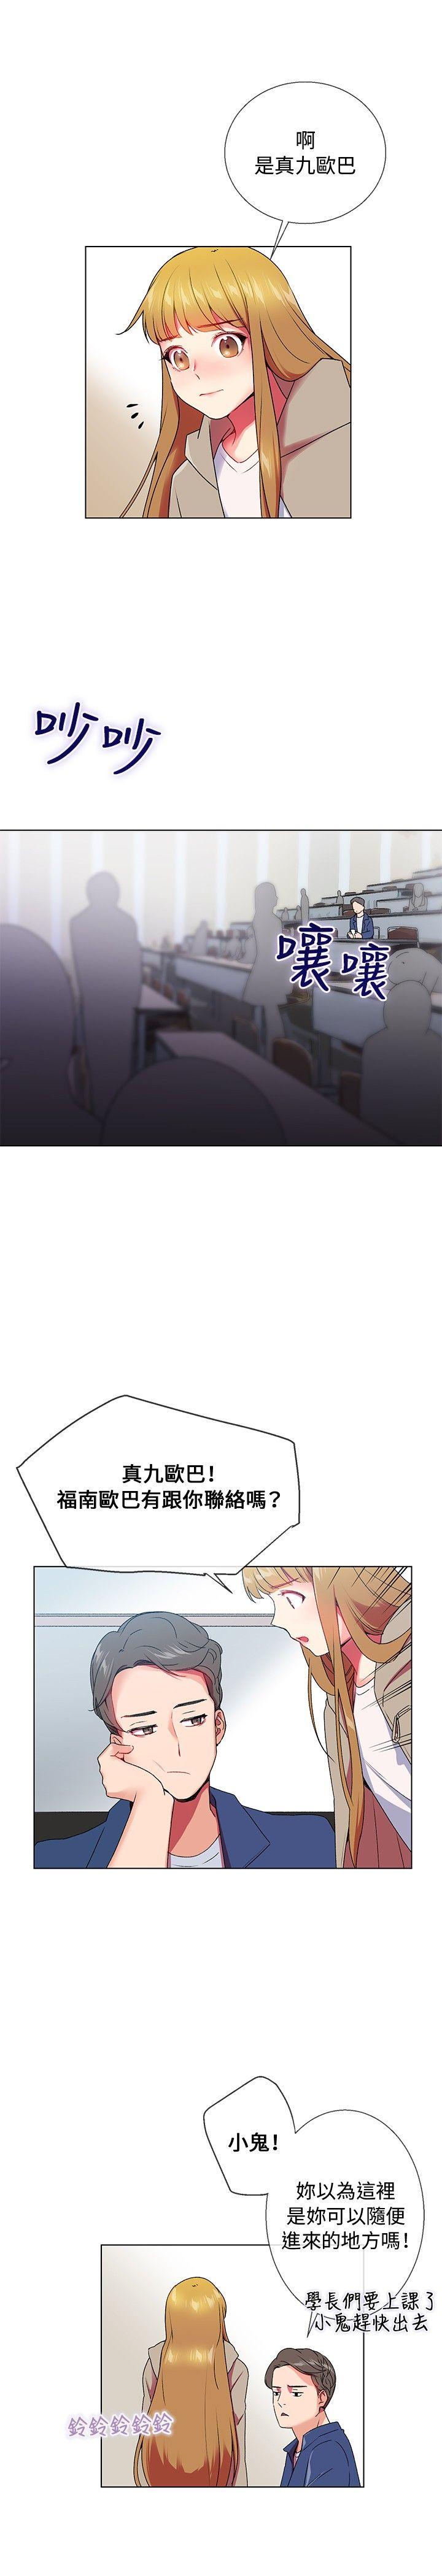 啊
是真九歐巴
吵吵
嚷嚷
真九歐巴！
福南歐巴有跟你聯絡嗎？
小鬼！
妳以為這裡
是妳可以隨便
進來的地方嗎！
學長們要上課了
小鬼趕快出去
鈴鈴鈴鈴鈴